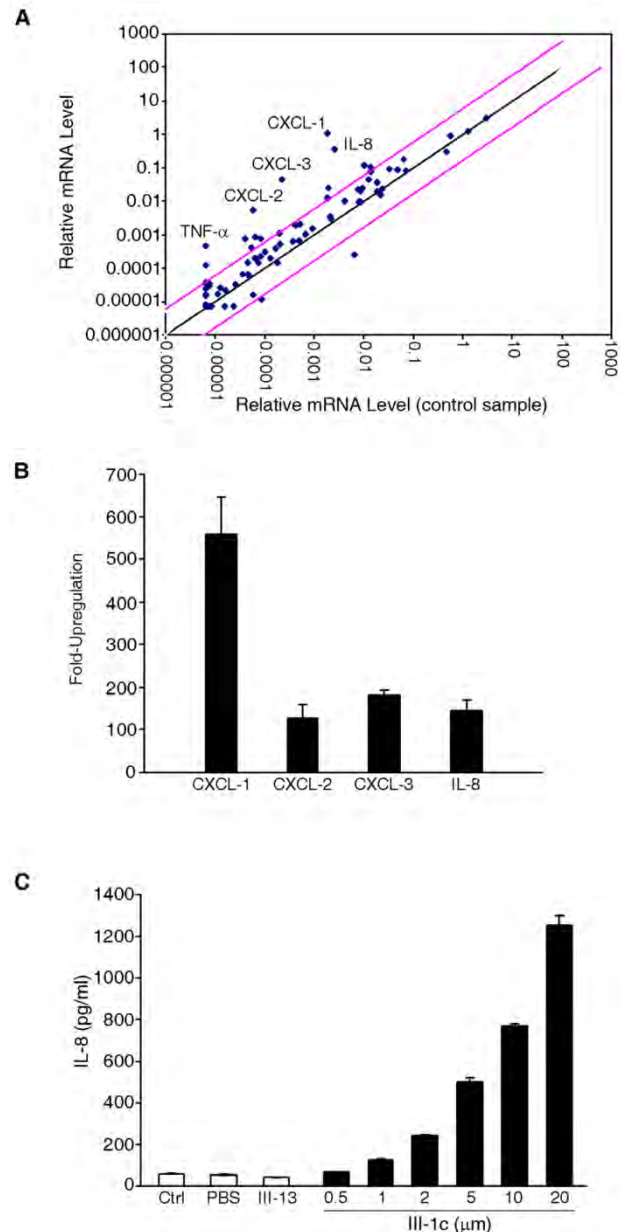 A
1000
100
10
1
0.1
0.01
0.001
0.0001
0.00001
0.000001
Relative mRNA Level
CXCL-1
IL-8
CXCL-3
CXCL-2
TNF-α
0.000001
0.00001
0.0001
0.001
0.01
0.1
1
10
100
1000
Relative mRNA Level (control sample)
B
700
600
500
400
300
200
100
0
Fold-Upregulation
CXCL-1 CXCL-2 CXCL-3 IL-8
C
1400
1200
1000
800
600
400
200
0
IL-8 (pg/ml)
Ctrl PBS III-13 0.5 1 2 5 10 20
III-1c (μm)